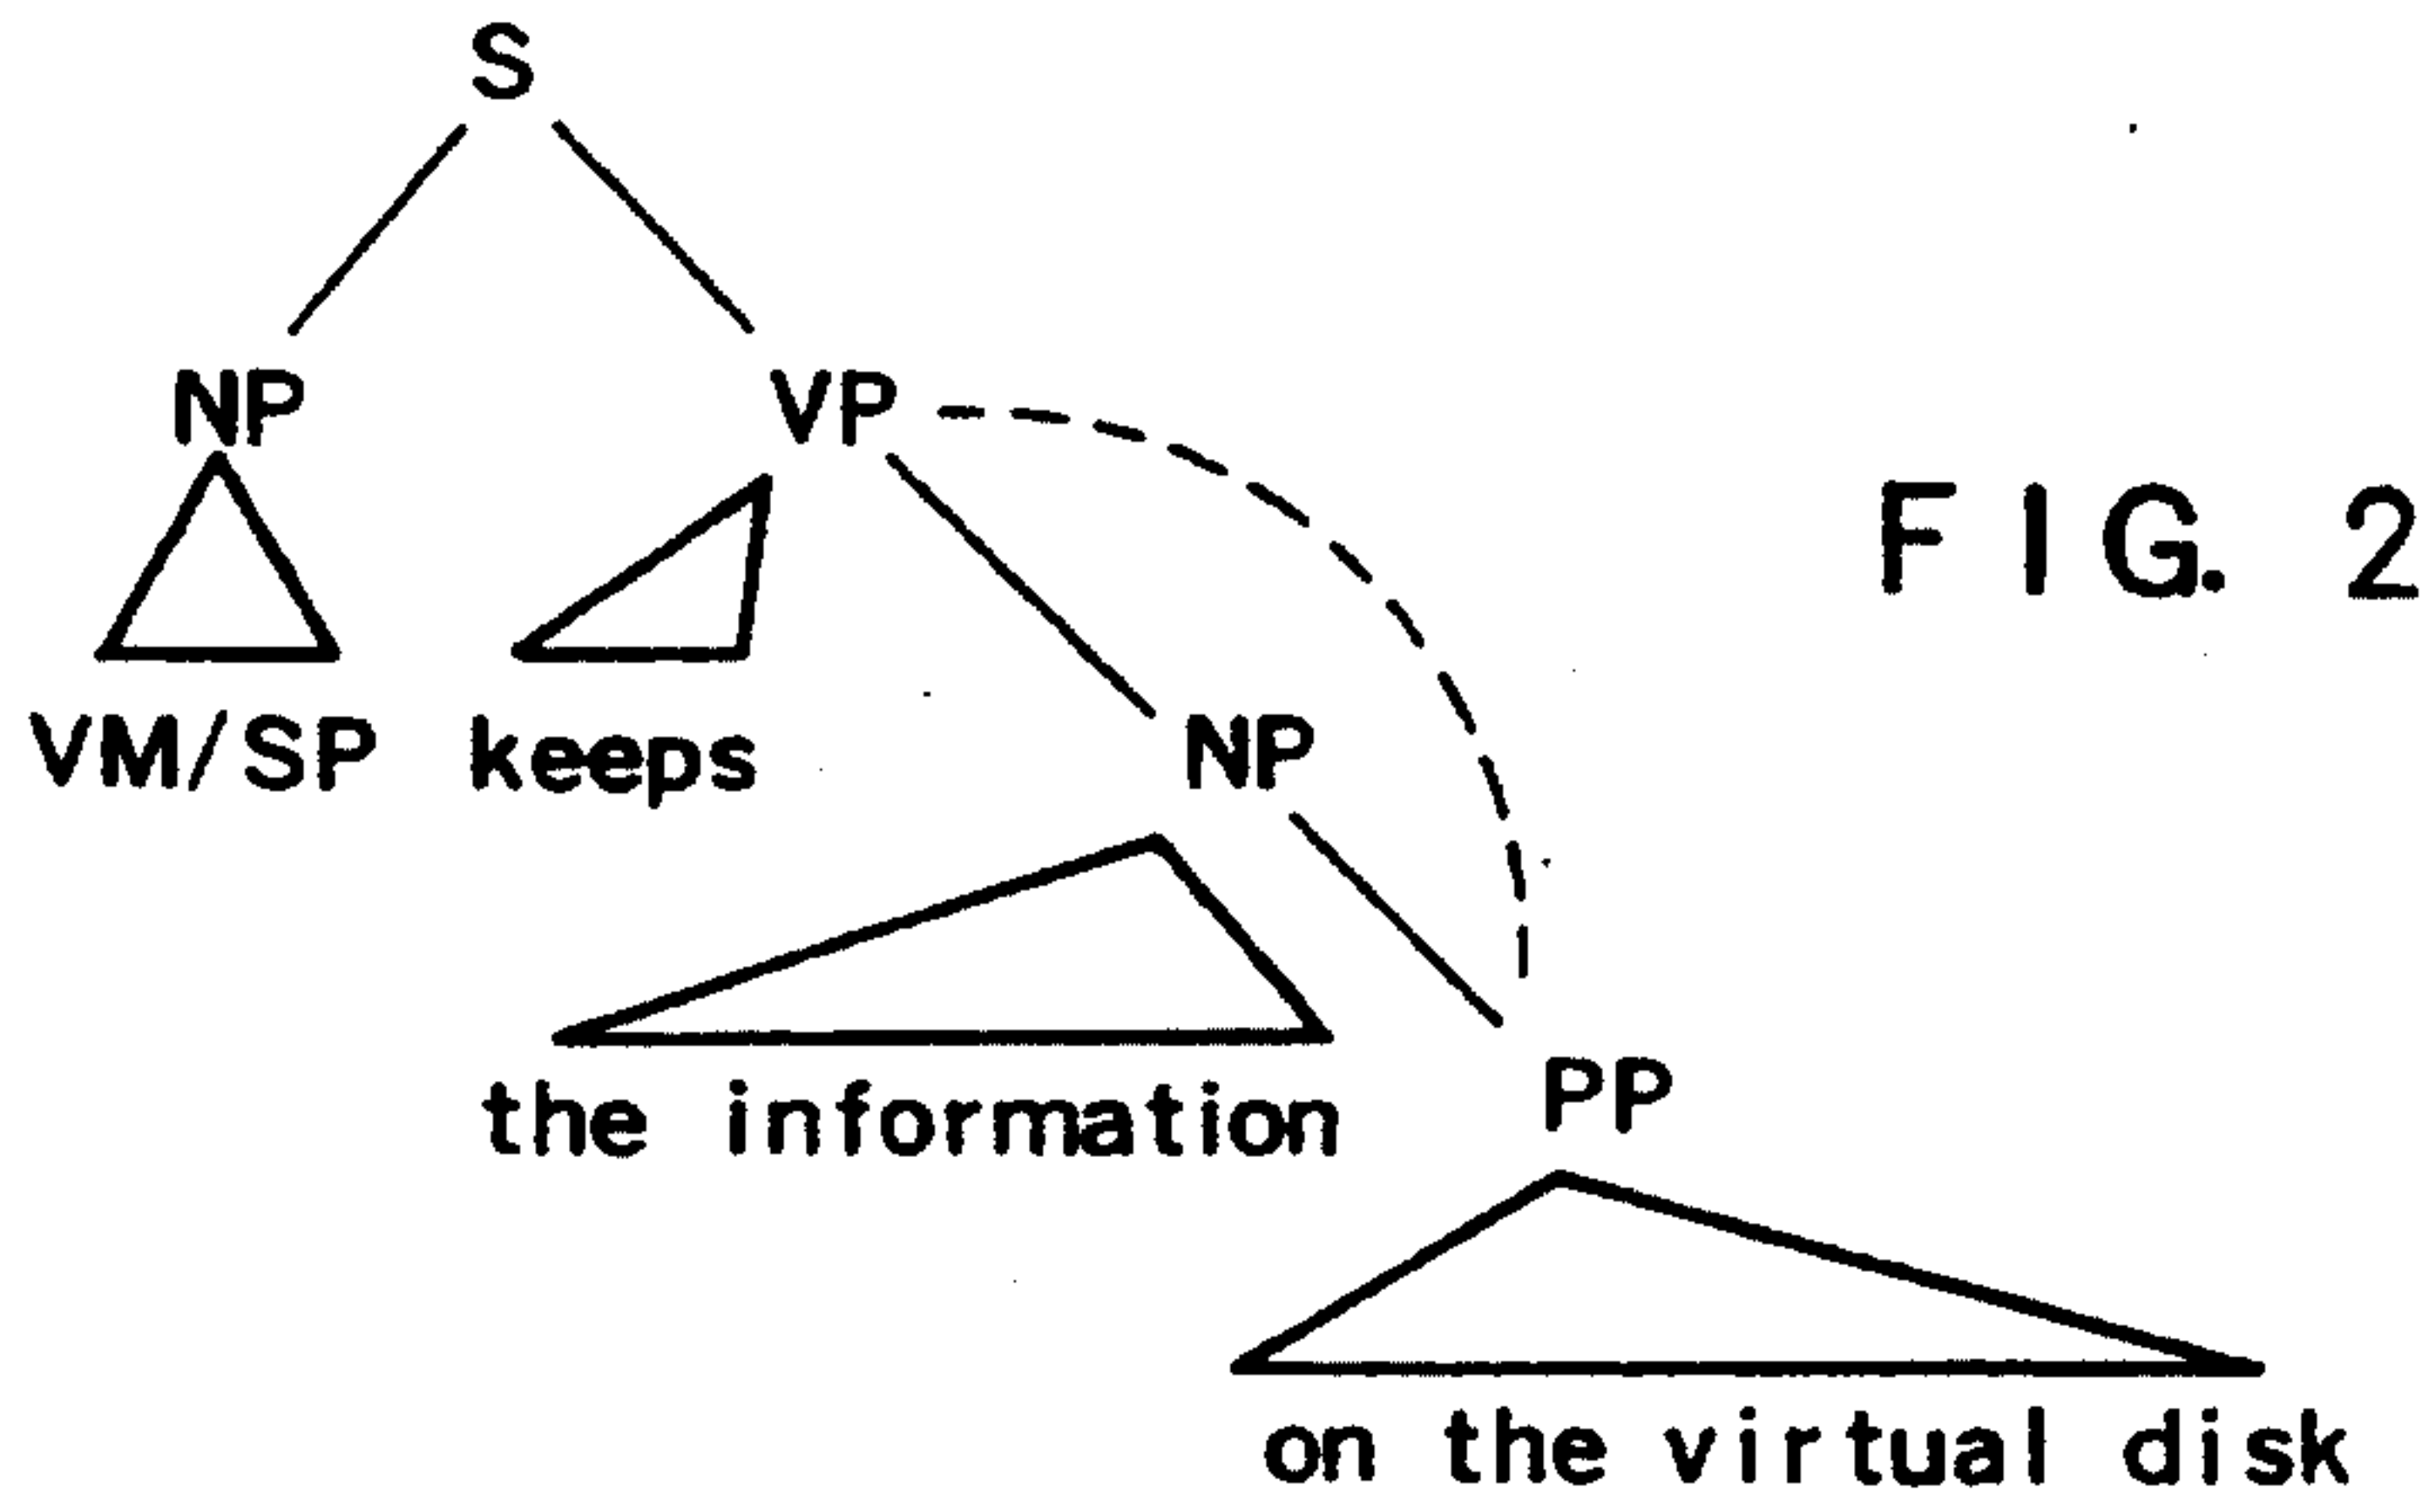 S
NP VP
FIG. 2
VM/SP keeps NP
the information PP
on the virtual disk